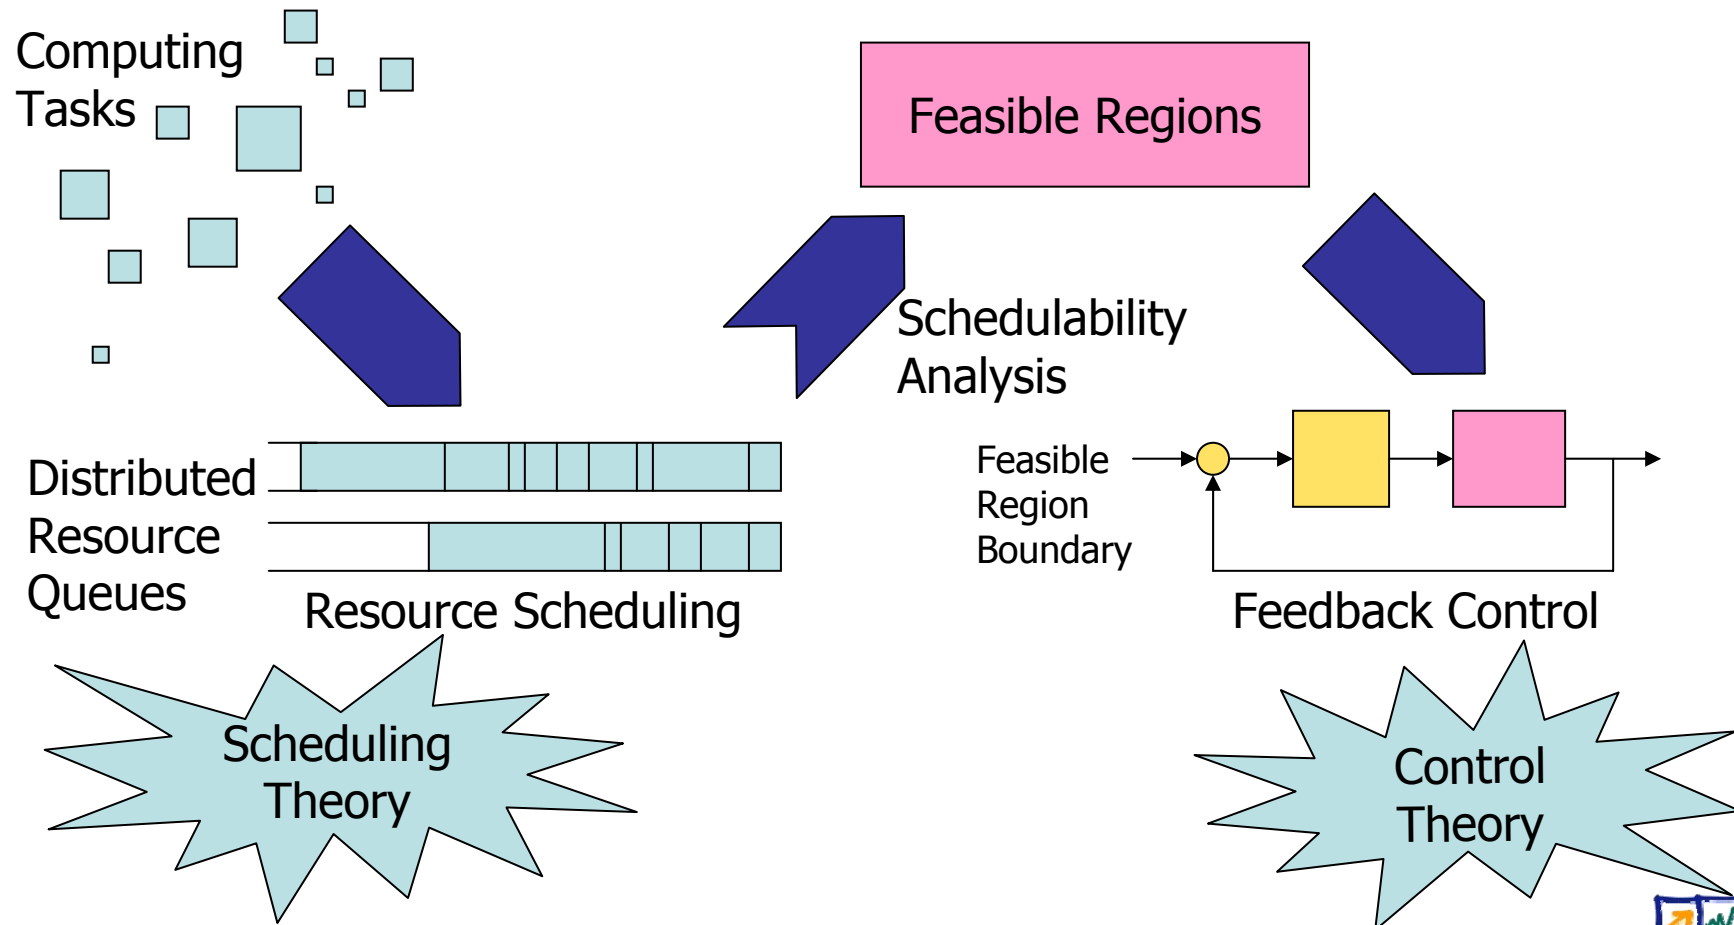 Computing
Tasks
Feasible Regions
Schedulability
Analysis
Distributed
Resource
Queues
Resource Scheduling
Feasible
Region
Boundary
Feedback Control
Scheduling
Theory
Control
Theory